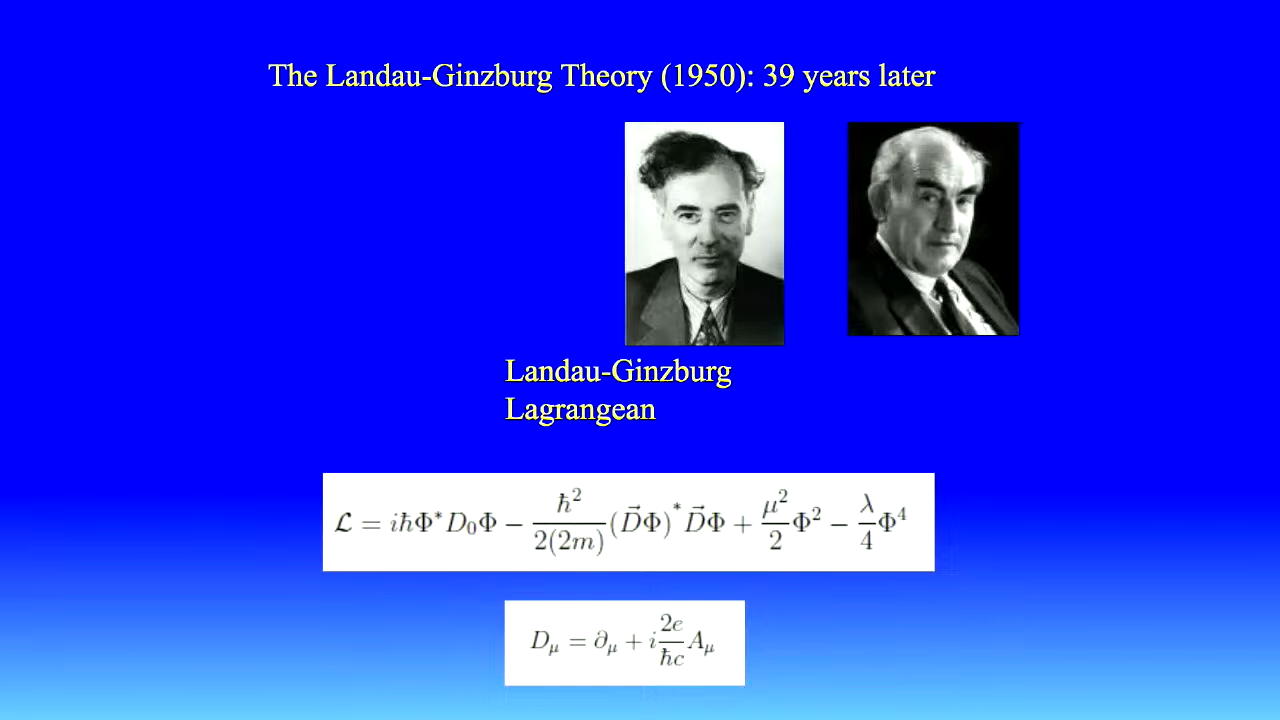 The Landau-Ginzburg Theory (1950): 39 years later
Landau-Ginzburg
Lagrangean
ℒ = iħΦ*D₀Φ − ħ²/2(2m) (D⃗Φ)* D⃗Φ + μ²/2 Φ² − λ/4 Φ⁴
D_μ = ∂_μ + i 2e/ħc A_μ